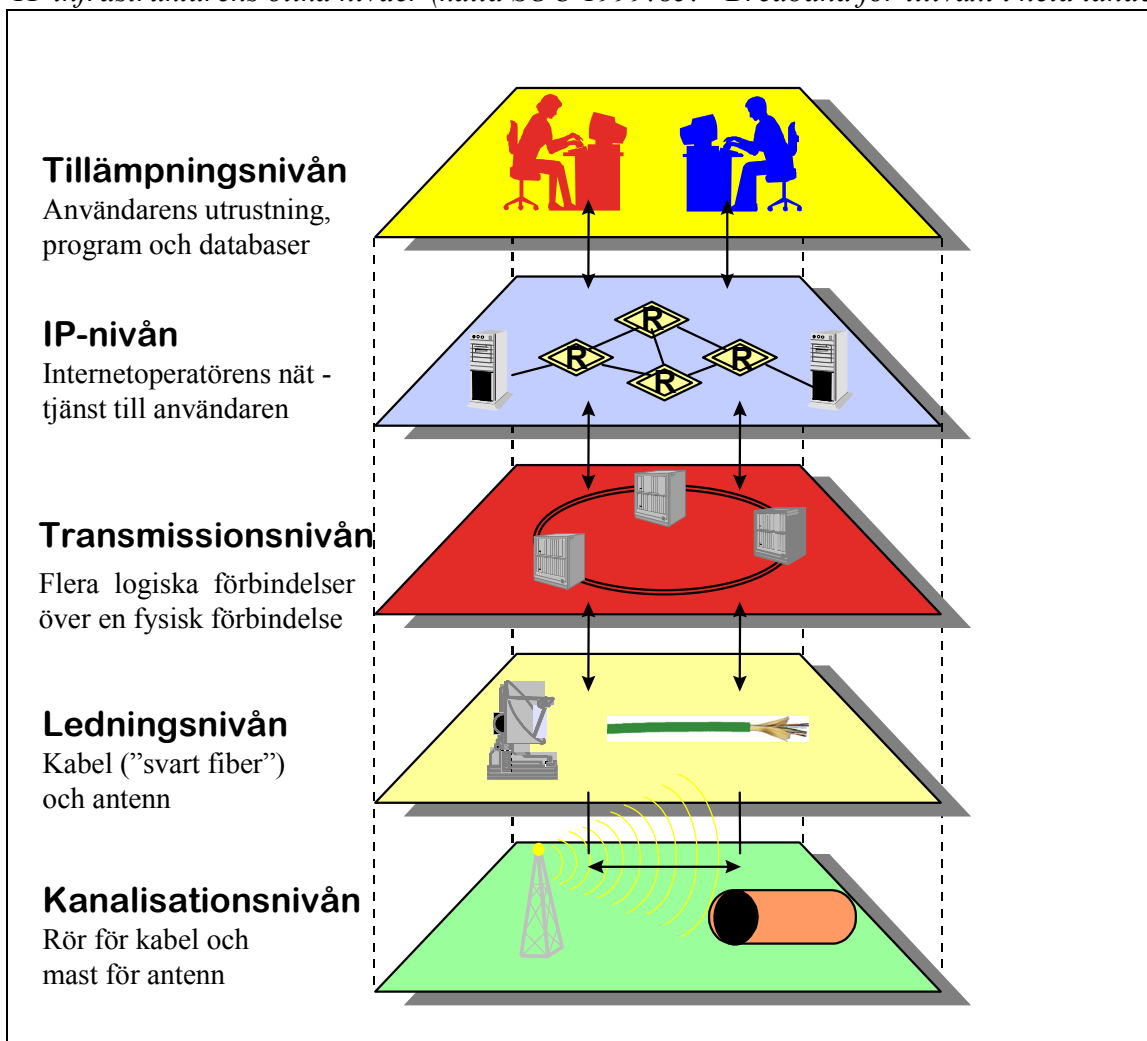 Tillämpningsnivån
Användarens utrustning,
program och databaser
IP-nivån
Internetoperatörens nät -
tjänst till användaren
R
R
R
R
Transmissionsnivån
Flera logiska förbindelser
över en fysisk förbindelse
Ledningsnivån
Kabel (”svart fiber”)
och antenn
Kanalisationsnivån
Rör för kabel och
mast för antenn